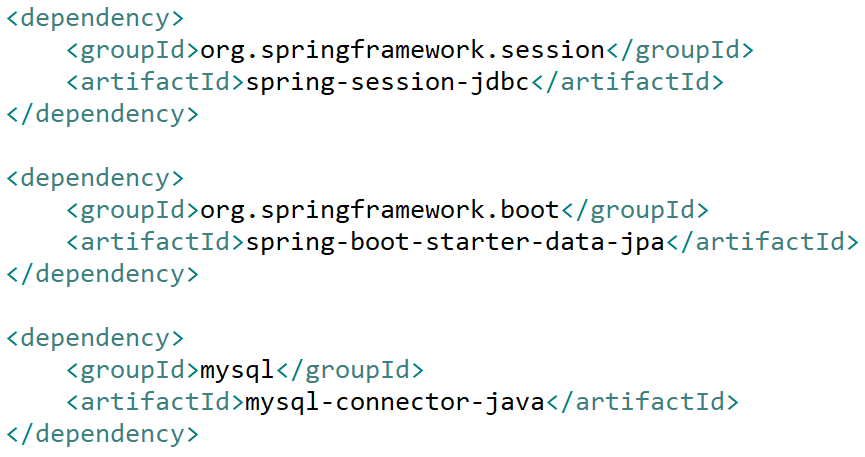 <dependency>
    <groupId>org.springframework.session</groupId>
    <artifactId>spring-session-jdbc</artifactId>
</dependency>

<dependency>
    <groupId>org.springframework.boot</groupId>
    <artifactId>spring-boot-starter-data-jpa</artifactId>
</dependency>

<dependency>
    <groupId>mysql</groupId>
    <artifactId>mysql-connector-java</artifactId>
</dependency>